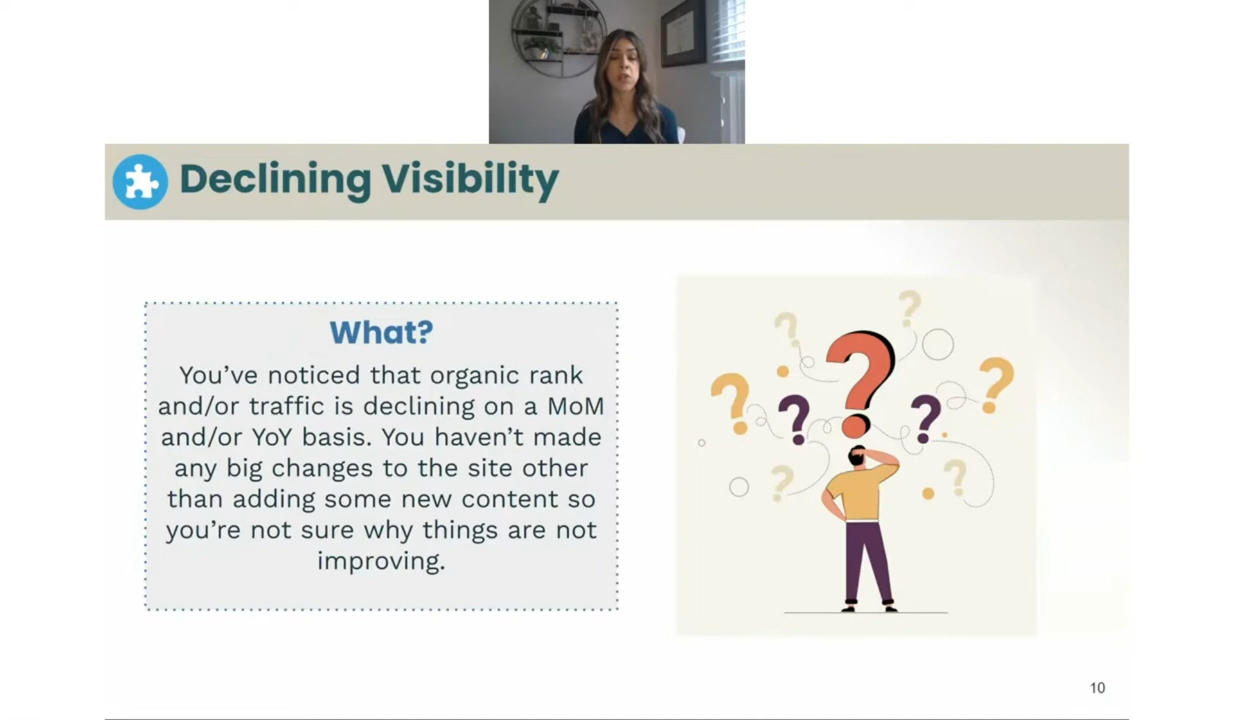 Declining Visibility
What?
You’ve noticed that organic rank
and/or traffic is declining on a MoM
and/or YoY basis. You haven’t made
any big changes to the site other
than adding some new content so
you’re not sure why things are not
improving.
? ? ? ? ? ? ? ? ?
10